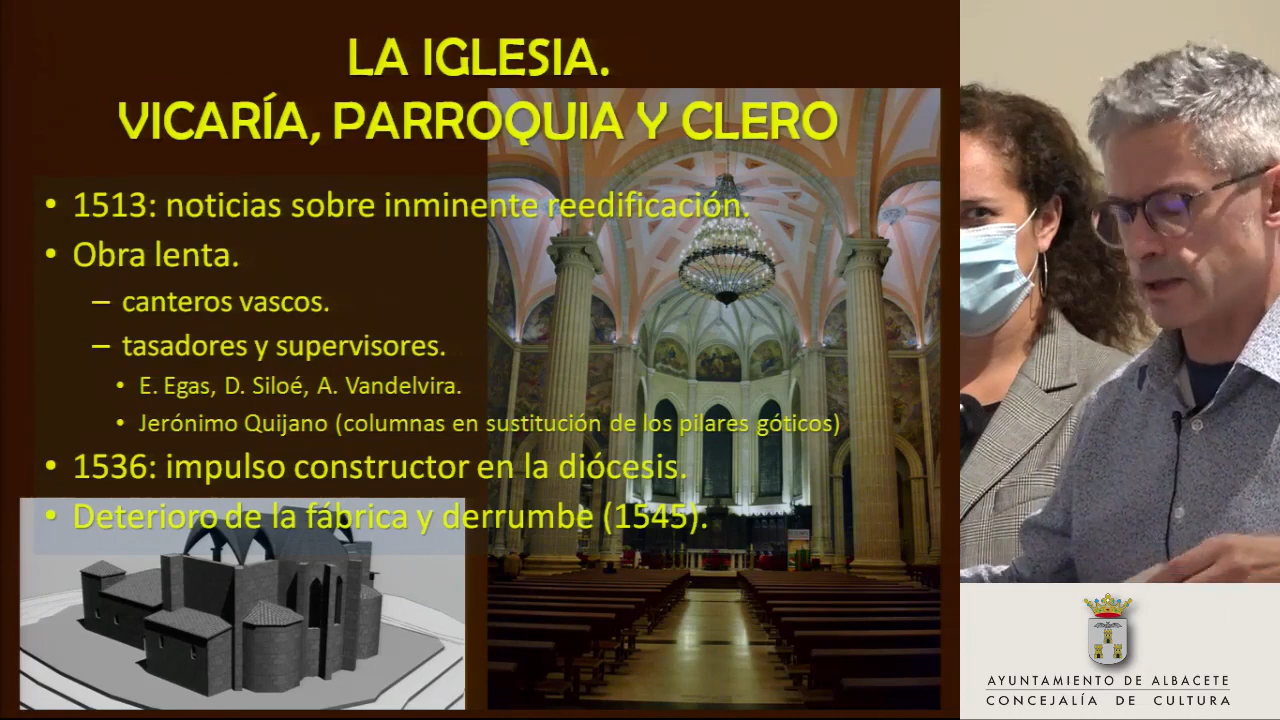 LA IGLESIA.
VICARÍA, PARROQUIA Y CLERO
• 1513: noticias sobre inminente reedificación.
• Obra lenta.
– canteros vascos.
– tasadores y supervisores.
• E. Egas, D. Siloé, A. Vandelvira.
• Jerónimo Quijano (columnas en sustitución de los pilares góticos)
• 1536: impulso constructor en la diócesis.
• Deterioro de la fábrica y derrumbe (1545).
AYUNTAMIENTO DE ALBACETE
CONCEJALÍA DE CULTURA